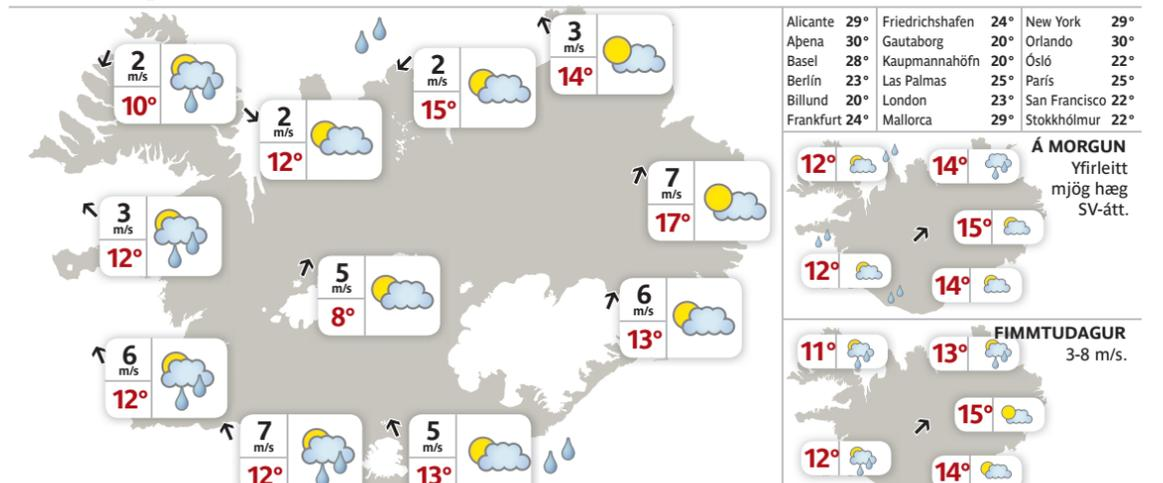 2
m/s
10°
2
m/s
12°
2
m/s
15°
3
m/s
14°
3
m/s
12°
7
m/s
17°
5
m/s
8°
6
m/s
13°
6
m/s
12°
7
m/s
12°
5
m/s
13°
Alicante 29°
Aþena 30°
Basel 28°
Berlín 23°
Billund 20°
Frankfurt 24°
Friedrichshafen 24°
Gautaborg 20°
Kaupmannahöfn 20°
Las Palmas 25°
London 23°
Mallorca 29°
New York 29°
Orlando 30°
Ósló 22°
París 25°
San Francisco 22°
Stokkhólmur 22°
Á MORGUN
Yfirleitt
mjög hæg
SV-átt.
12°
14°
15°
12°
14°
FIMMTUDAGUR
3-8 m/s.
11°
13°
15°
12°
14°